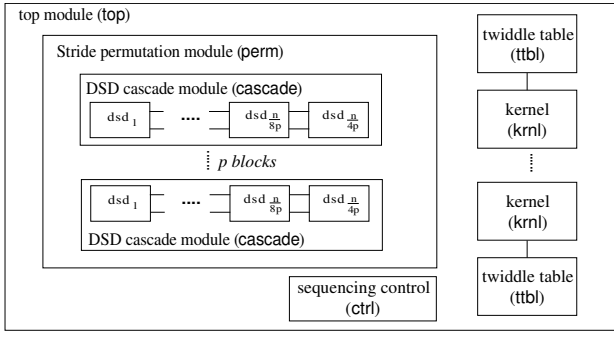 top module (top)
Stride permutation module (perm)
DSD cascade module (cascade)
dsd 1 .... dsd n/8p dsd n/4p
p blocks
dsd 1 .... dsd n/8p dsd n/4p
DSD cascade module (cascade)
sequencing control
(ctrl)
twiddle table
(ttbl)
kernel
(krnl)
kernel
(krnl)
twiddle table
(ttbl)